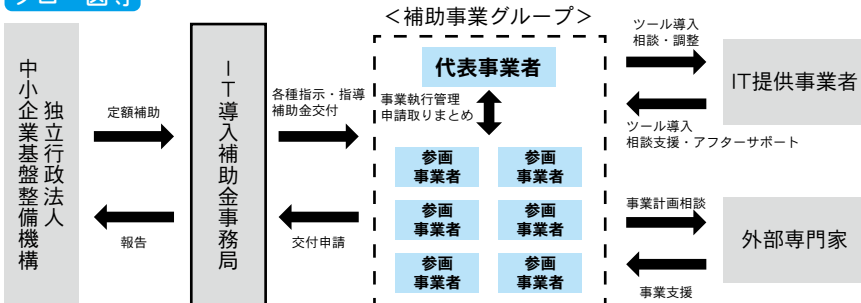 独立行政法人
中小企業基盤整備機構
定額補助
報告
IT導入補助金事務局
各種指示・指導
補助金交付
交付申請
＜補助事業グループ＞
代表事業者
事業執行管理
申請取りまとめ
参画
事業者
参画
事業者
参画
事業者
参画
事業者
参画
事業者
参画
事業者
ツール導入
相談・調整
ツール導入
相談支援・アフターサポート
IT提供事業者
事業計画相談
事業支援
外部専門家